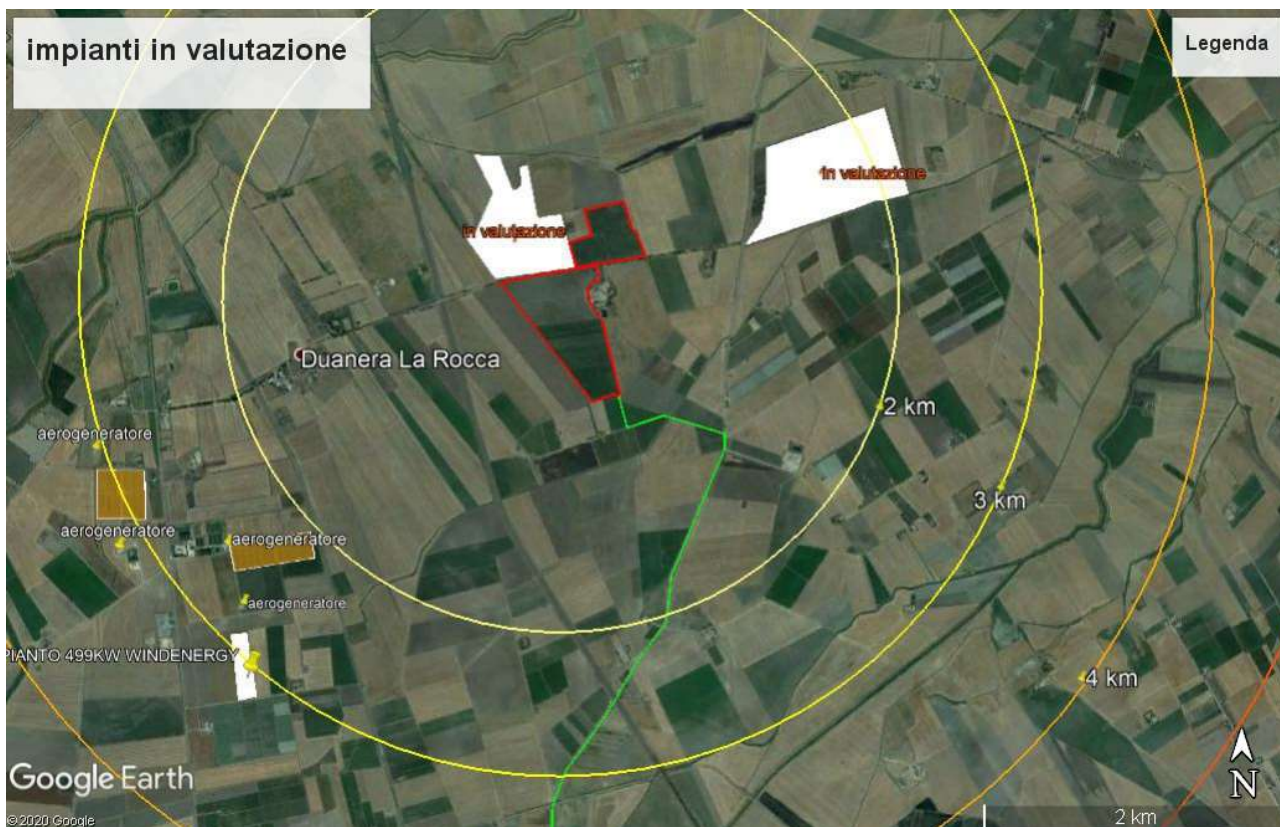 impianti in valutazione
Legenda
in valutazione
in valutazione
Duanera La Rocca
2 km
aerogeneratore
3 km
aerogeneratore
aerogeneratore
aerogeneratore
PIANTO 499KW WINDENERGY
4 km
Google Earth
N
2 km
©2020 Google